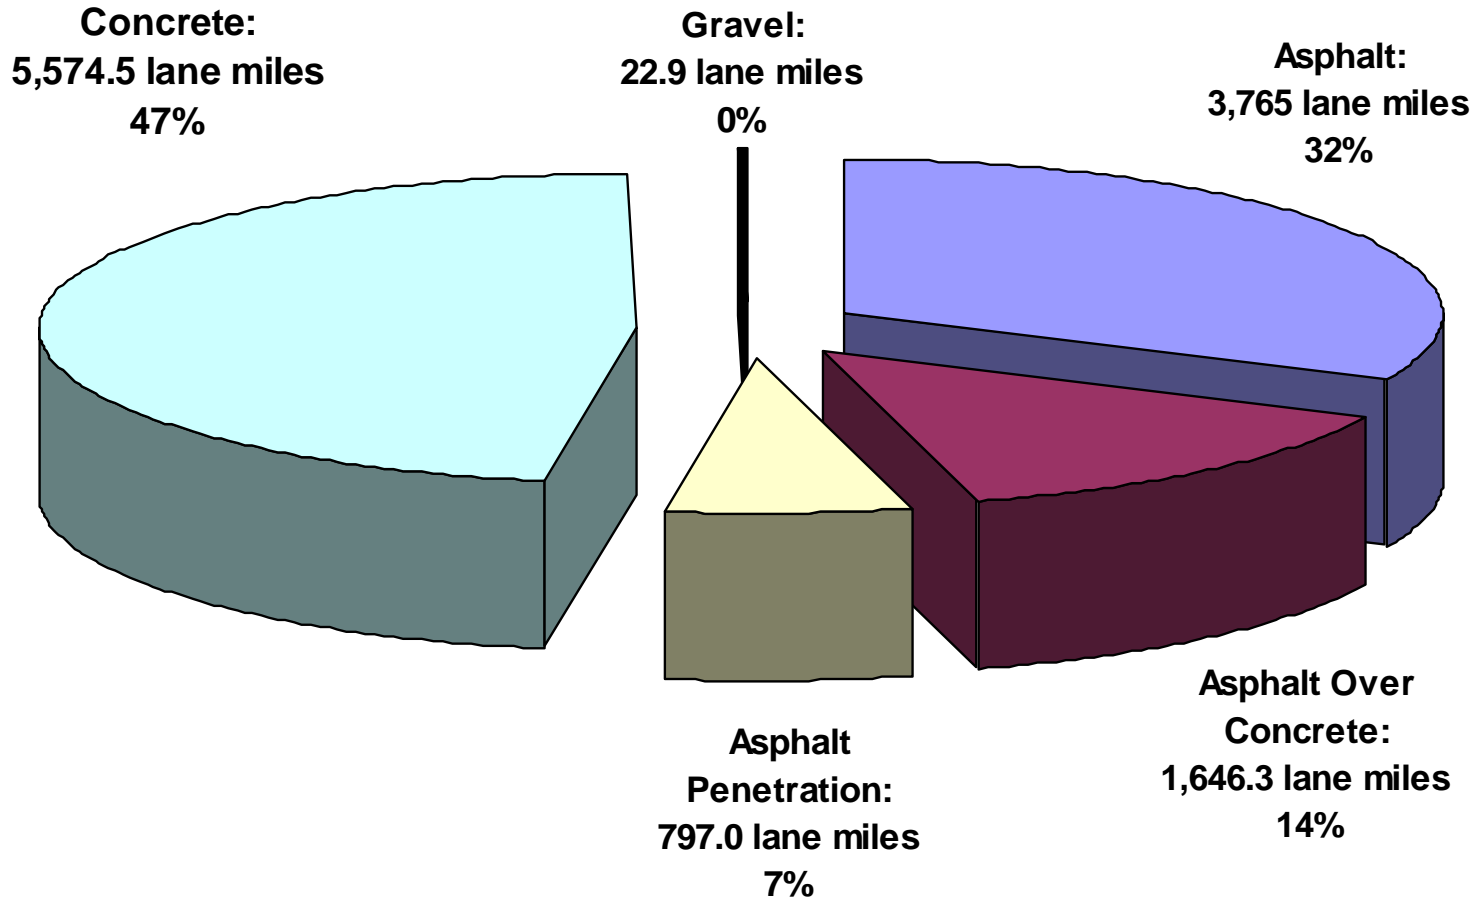 Concrete:
5,574.5 lane miles
47%
Gravel:
22.9 lane miles
0%
Asphalt:
3,765 lane miles
32%
Asphalt
Penetration:
797.0 lane miles
7%
Asphalt Over
Concrete:
1,646.3 lane miles
14%